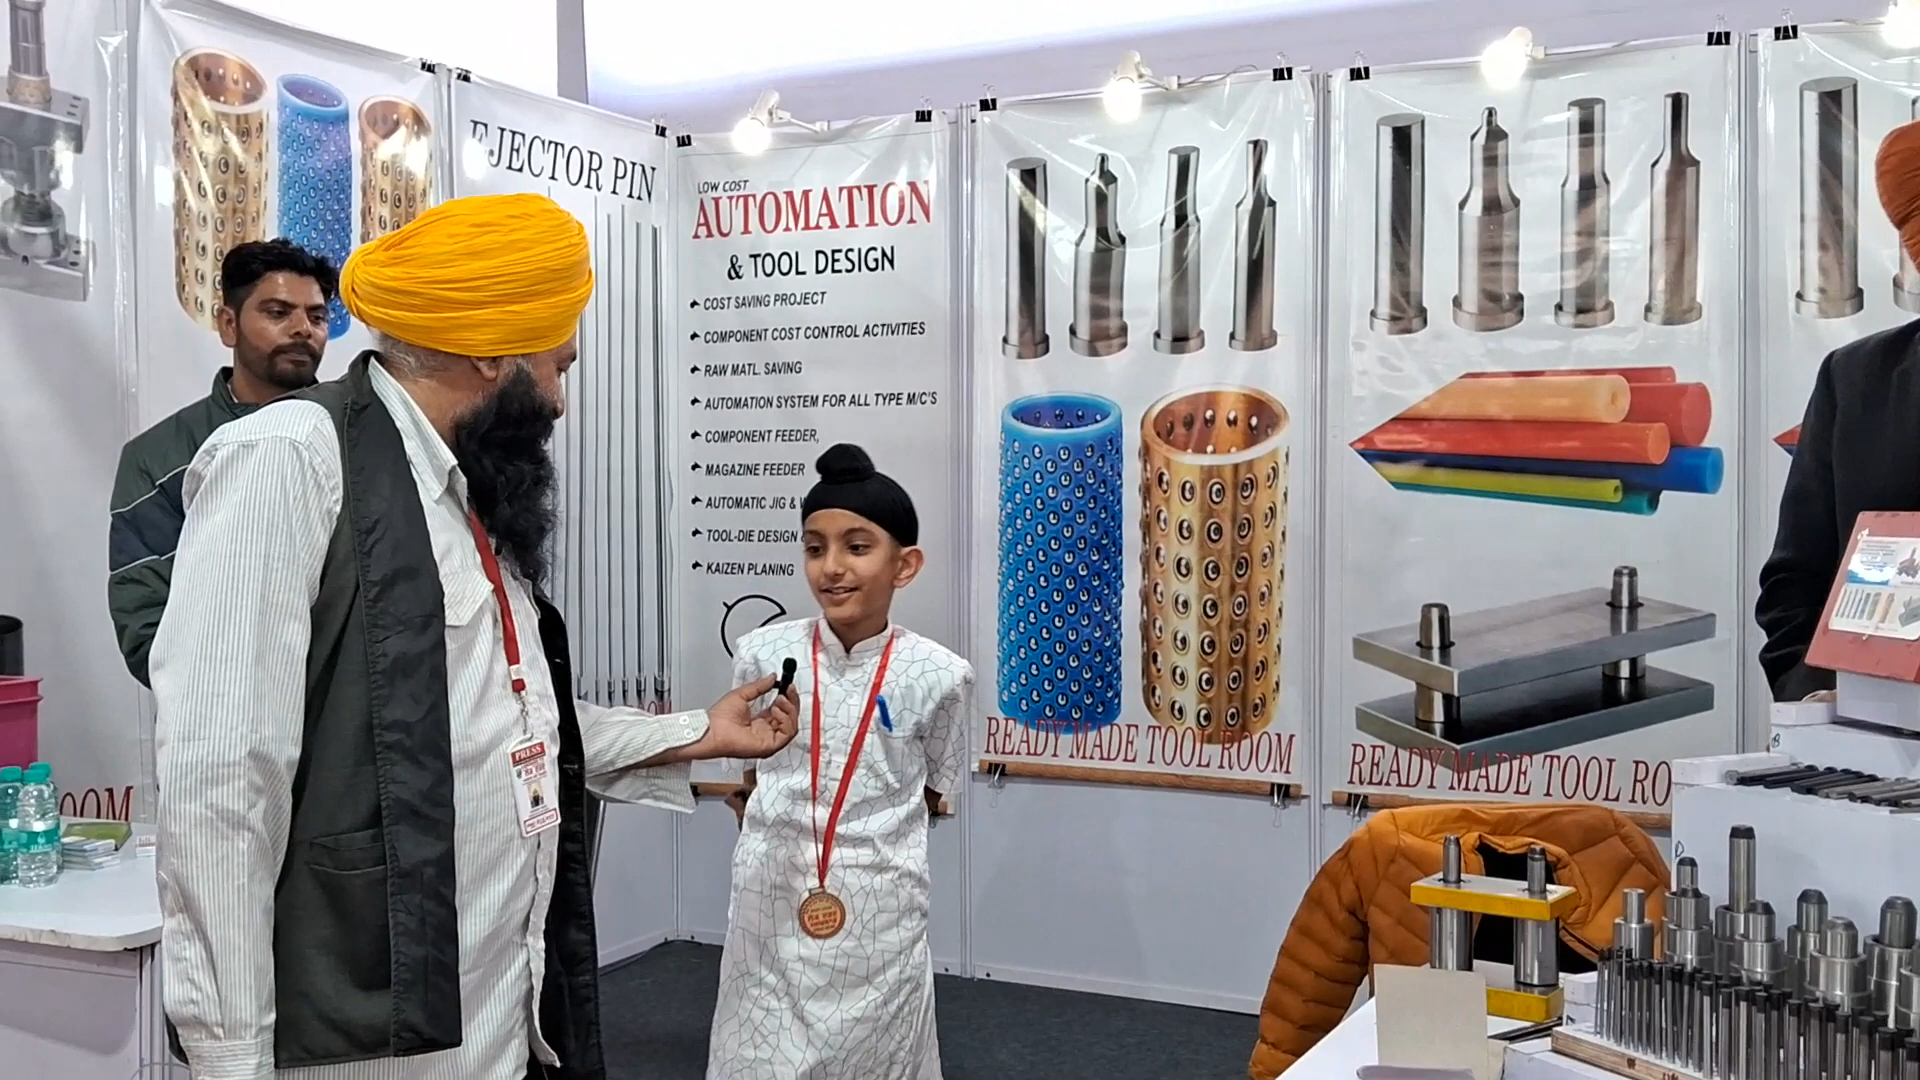 EJECTOR PIN
LOW COST
AUTOMATION
& TOOL DESIGN
COST SAVING PROJECT
COMPONENT COST CONTROL ACTIVITIES
RAW MATL. SAVING
AUTOMATION SYSTEM FOR ALL TYPE M/C'S
COMPONENT FEEDER,
MAGAZINE FEEDER
AUTOMATIC JIG &
TOOL-DIE DESIGN
KAIZEN PLANING
READY MADE TOOL ROOM
READY MADE TOOL RO
OOM
PRESS